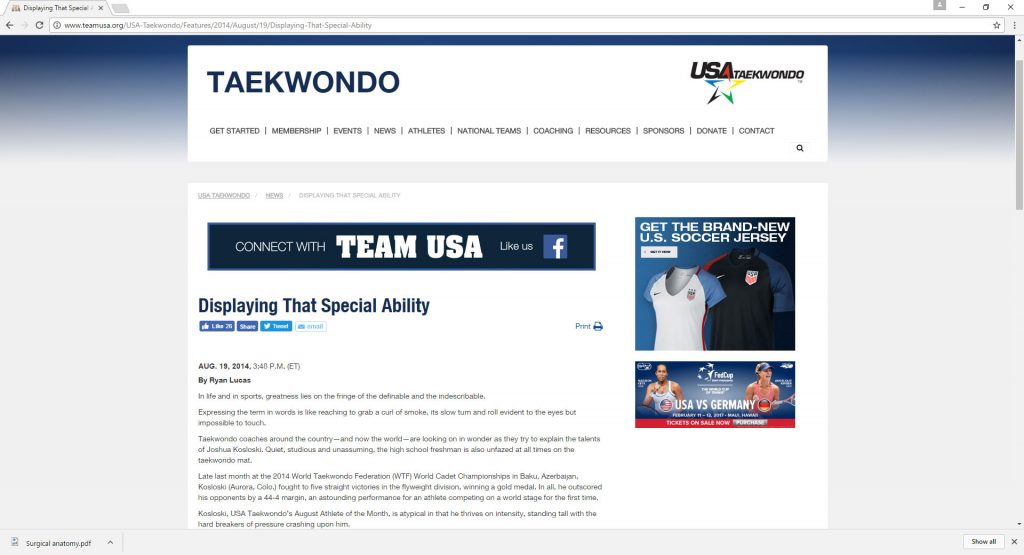 Displaying That Special A
www.teamusa.org/USA-Taekwondo/Features/2014/August/19/Displaying-That-Special-Ability
TAEKWONDO
USA TAEKWONDO
GET STARTED | MEMBERSHIP | EVENTS | NEWS | ATHLETES | NATIONAL TEAMS | COACHING | RESOURCES | SPONSORS | DONATE | CONTACT
USA TAEKWONDO / NEWS / DISPLAYING THAT SPECIAL ABILITY
CONNECT WITH TEAM USA Like us f
GET THE BRAND-NEW
U.S. SOCCER JERSEY
GET IT NOW
Displaying That Special Ability
Like 26 Share Tweet email
Print
AUG. 19, 2014, 3:48 P.M. (ET)
By Ryan Lucas
In life and in sports, greatness lies on the fringe of the definable and the indescribable.
Expressing the term in words is like reaching to grab a curl of smoke, its slow turn and roll evident to the eyes but
impossible to touch.
Taekwondo coaches around the country—and now the world—are looking on in wonder as they try to explain the talents
of Joshua Kosloski. Quiet, studious and unassuming, the high school freshman is also unfazed at all times on the
taekwondo mat.
Late last month at the 2014 World Taekwondo Federation (WTF) World Cadet Championships in Baku, Azerbaijan,
Kosloski (Aurora, Colo.) fought to five straight victories in the flyweight division, winning a gold medal. In all, he outscored
his opponents by a 44-4 margin, an astounding performance for an athlete competing on a world stage for the first time.
Kosloski, USA Taekwondo's August Athlete of the Month, is atypical in that he thrives on intensity, standing tall with the
hard breakers of pressure crashing upon him.
FedCup
USA VS GERMANY
FEBRUARY 11 – 12, 2017 • MAUI, HAWAII
TICKETS ON SALE NOW PURCHASE
Surgical anatomy.pdf
Show all